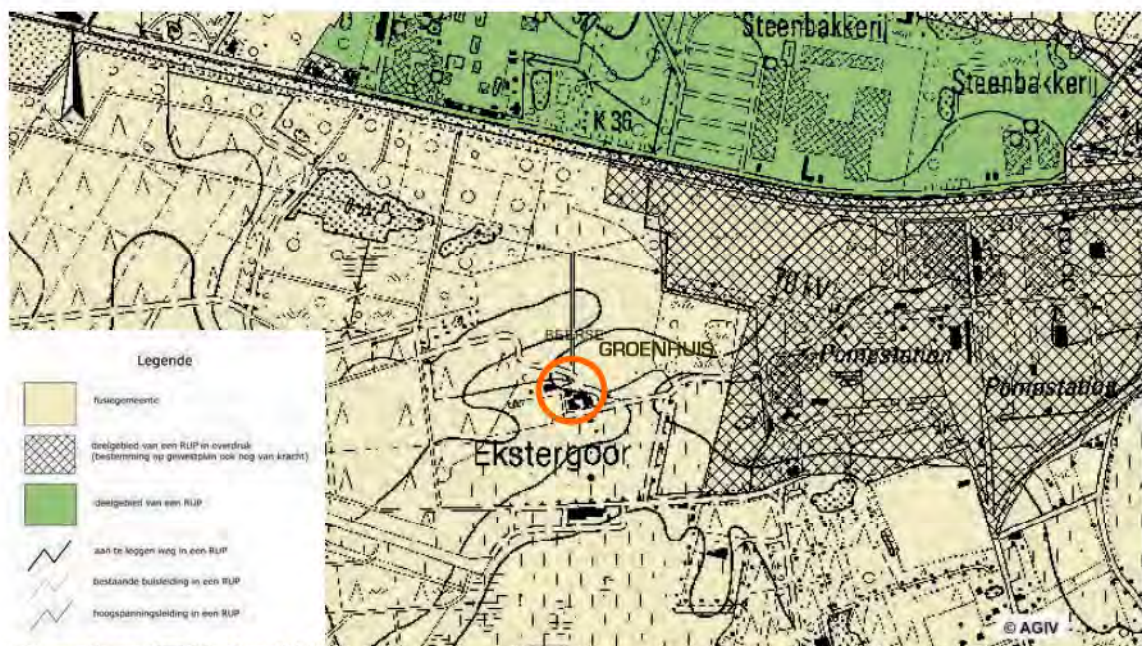 Steenbakkerij
Steenbakkerij
K 36
L.
70 kV
BEERSE
GROENHUIS
Pompstation
Pompstation
Ekstergoor
Legende
fusiegemeente
deelgebied van een RUP in overdruk
(bestemming op gewestplan ook nog van kracht)
deelgebied van een RUP
aan te leggen weg in een RUP
bestaande buisleiding in een RUP
hoogspanningsleiding in een RUP
© AGIV